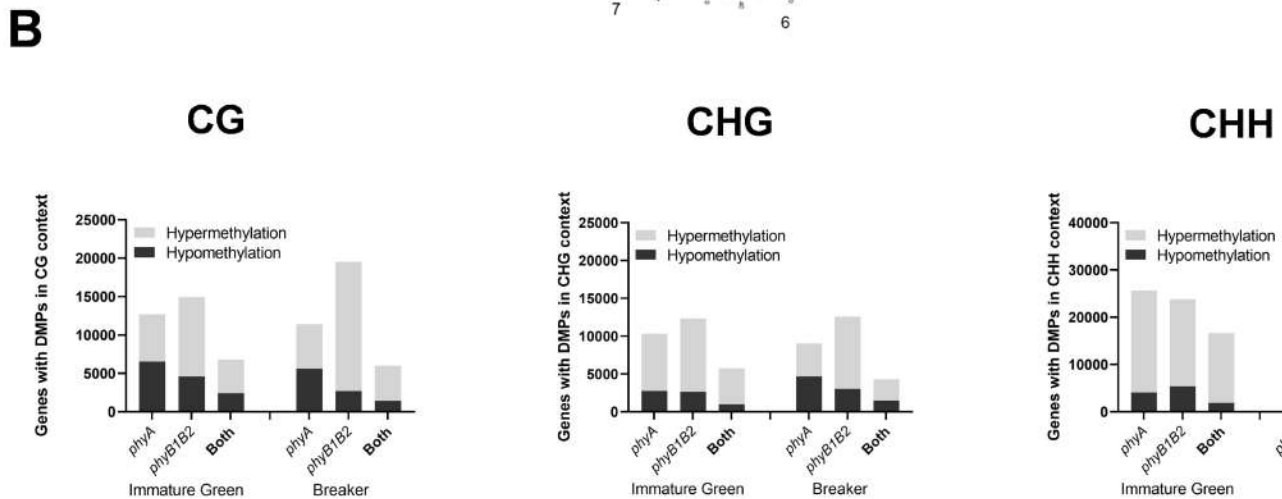 7
6
B
CG
Genes with DMPs in CG context
25000
20000
15000
10000
5000
0
Hypermethylation
Hypomethylation
phyA
phyB1B2
Both
phyA
phyB1B2
Both
Immature Green
Breaker
CHG
Genes with DMPs in CHG context
25000
20000
15000
10000
5000
0
Hypermethylation
Hypomethylation
phyA
phyB1B2
Both
phyA
phyB1B2
Both
Immature Green
Breaker
CHH
Genes with DMPs in CHH context
40000
30000
20000
10000
0
Hypermethylation
Hypomethylation
phyA
phyB1B2
Both
Immature Green